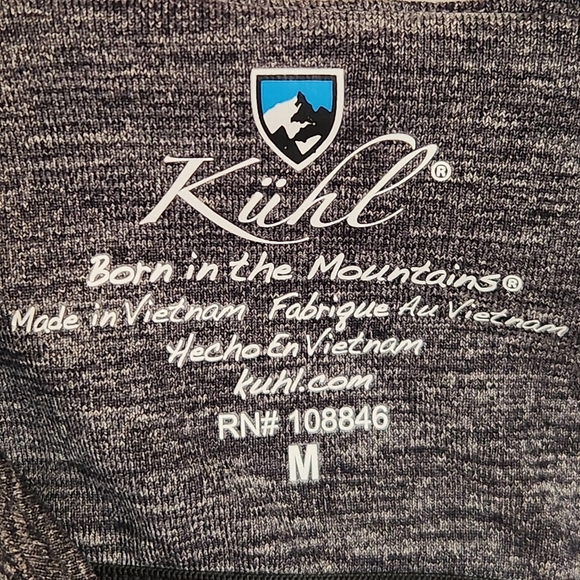 Kühl®
Born in the Mountains®
Made in Vietnam Fabrique Au Vietnam
Hecho En Vietnam
kuhl.com
RN# 108846
M